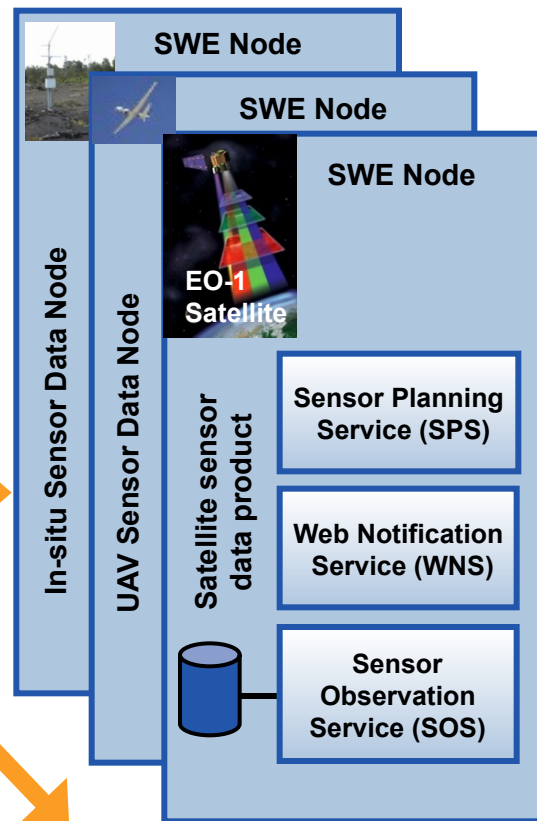 SWE Node
SWE Node
SWE Node
In-situ Sensor Data Node
UAV Sensor Data Node
EO-1
Satellite
Satellite sensor
data product
Sensor Planning
Service (SPS)
Web Notification
Service (WNS)
Sensor
Observation
Service (SOS)